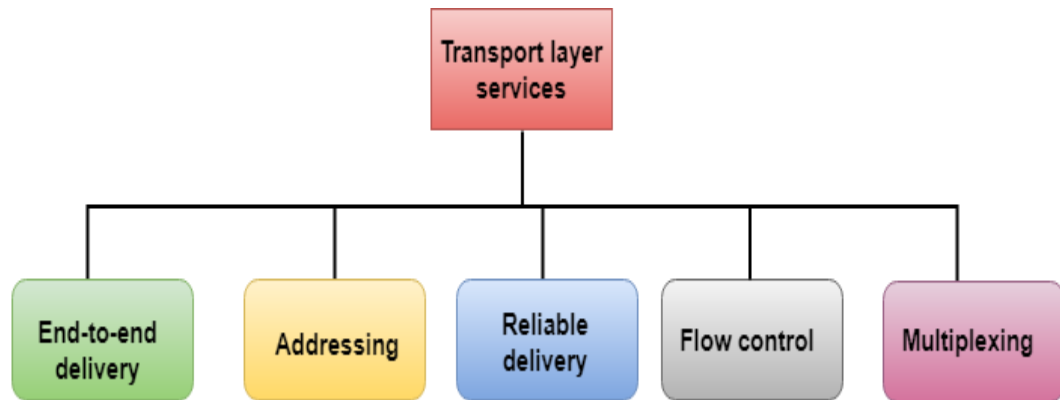 Transport layer
services
End-to-end
delivery
Addressing
Reliable
delivery
Flow control
Multiplexing